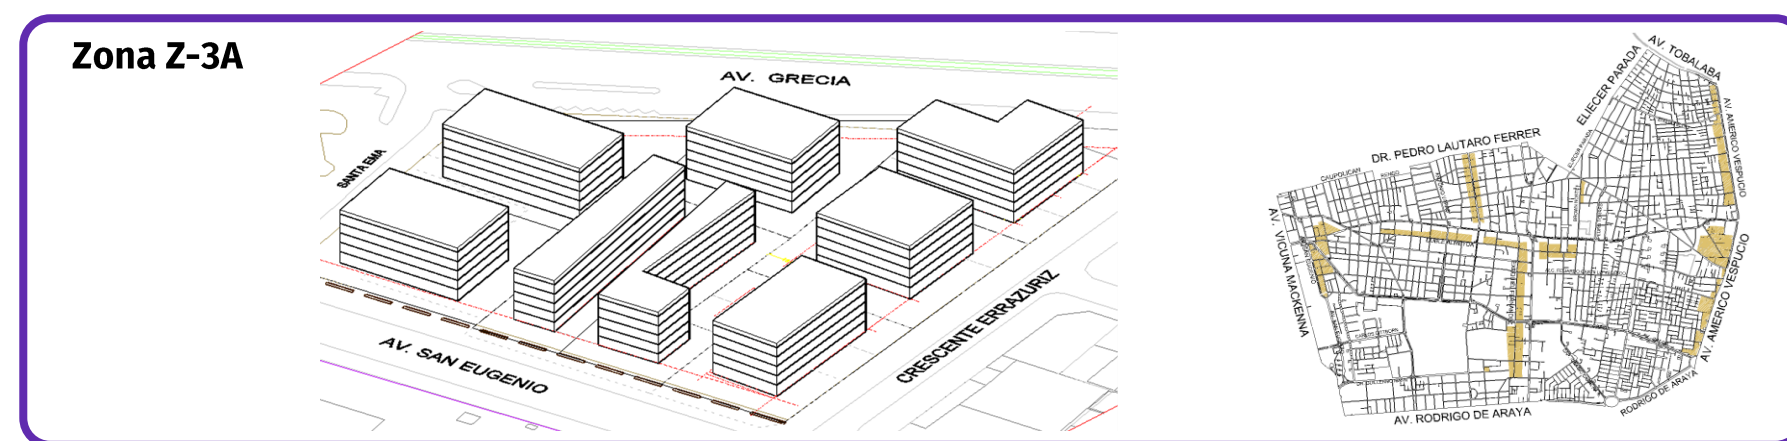 Zona Z-3A
AV. GRECIA
SANTA EMA
AV. SAN EUGENIO
CRESCENTE ERRAZURIZ
AV. TOBALABA
ELIECER PARADA
AV. AMERICO VESPUCIO
DR. PEDRO LAUTARO FERRER
CAUPOLICAN
AV. VICUÑA MACKENNA
AV. AMERICO VESPUCIO
RODRIGO DE ARAYA
AV. RODRIGO DE ARAYA